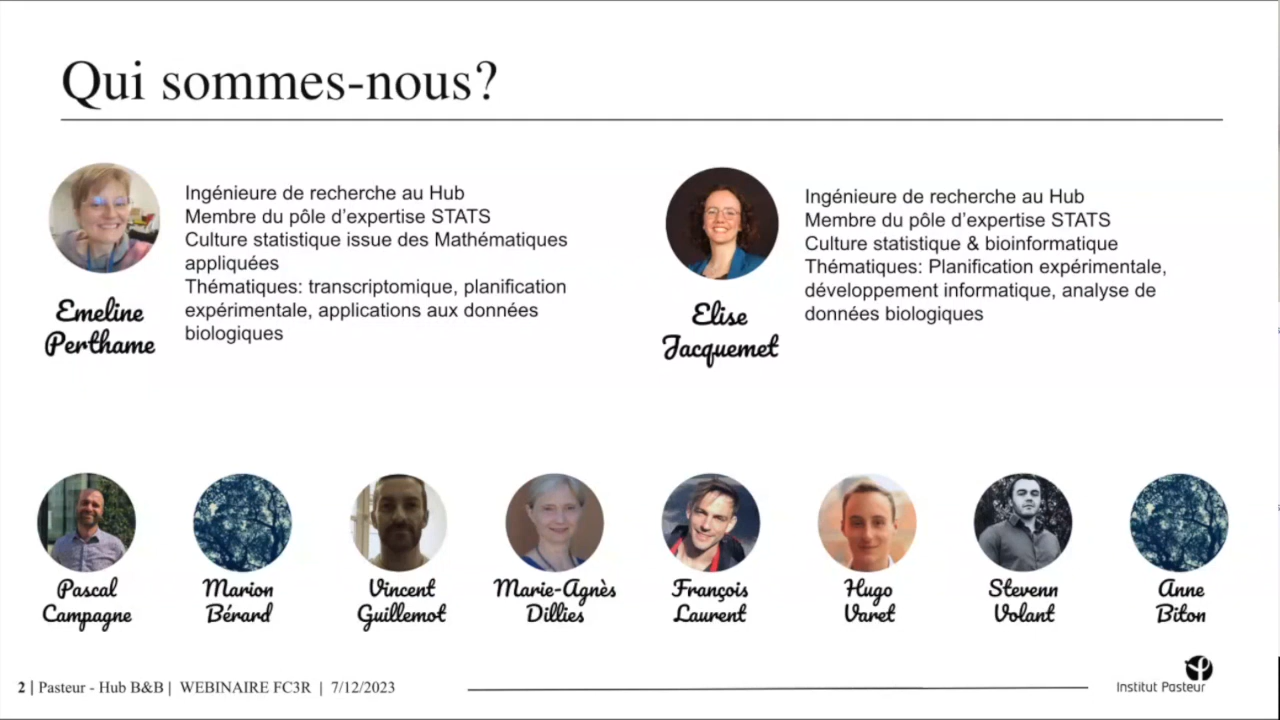 Qui sommes-nous?
Ingénieure de recherche au Hub
Membre du pôle d'expertise STATS
Culture statistique issue des Mathématiques
appliquées
Thématiques: transcriptomique, planification
expérimentale, applications aux données
biologiques
Emeline
Perthame
Ingénieure de recherche au Hub
Membre du pôle d'expertise STATS
Culture statistique & bioinformatique
Thématiques: Planification expérimentale,
développement informatique, analyse de
données biologiques
Elise
Jacquemet
Pascal
Campagne
Marion
Bérard
Vincent
Guillemot
Marie-Agnès
Dillies
François
Laurent
Hugo
Varet
Stevenn
Volant
Anne
Biton
2 | Pasteur - Hub B&B | WEBINAIRE FC3R | 7/12/2023
Institut Pasteur